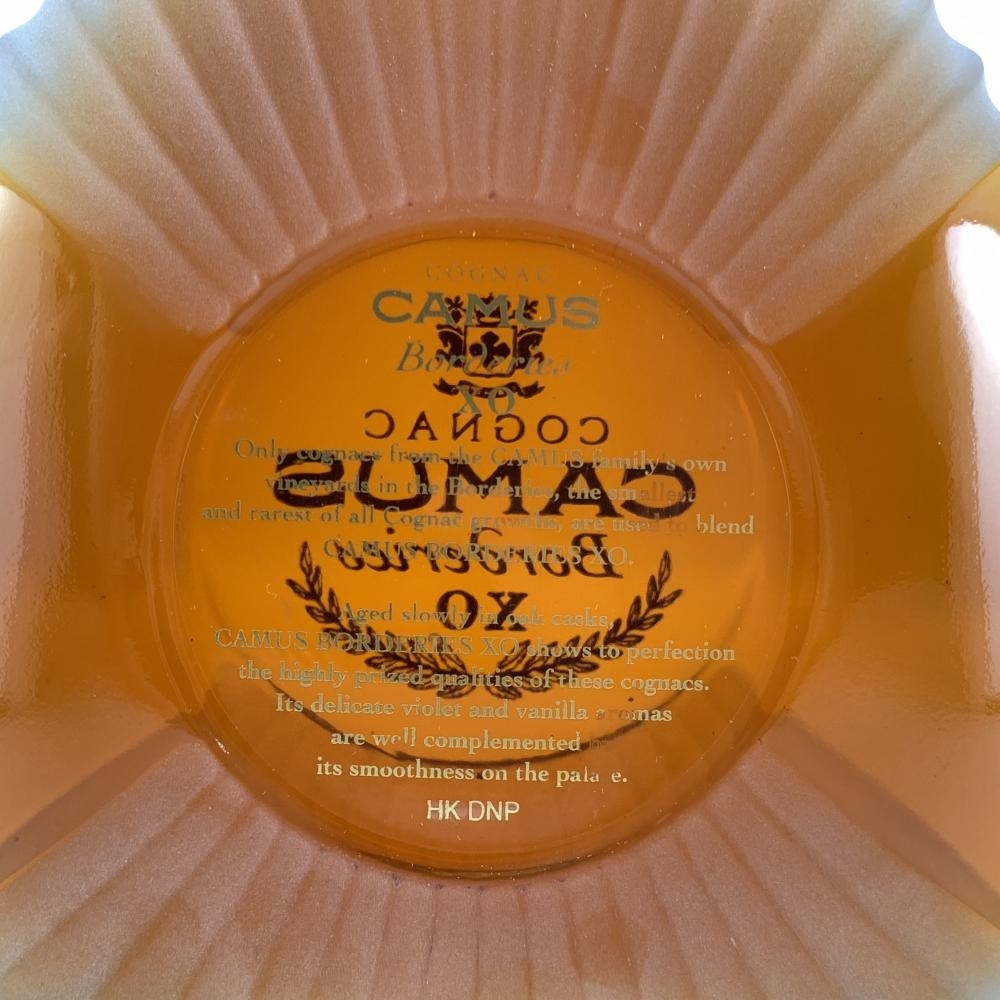 COGNAC
CAMUS
Borderies
XO
Only cognacs from the CAMUS family's own
vineyards in the Borderies, the smallest
and rarest of all Cognac growths, are used to blend
CAMUS BORDERIES XO.
Aged slowly in oak casks,
CAMUS BORDERIES XO shows to perfection
the highly prized qualities of these cognacs.
Its delicate violet and vanilla aromas
are well complemented
its smoothness on the palate.
HK DNP
COGNAC
CAMUS
Borderies
XO